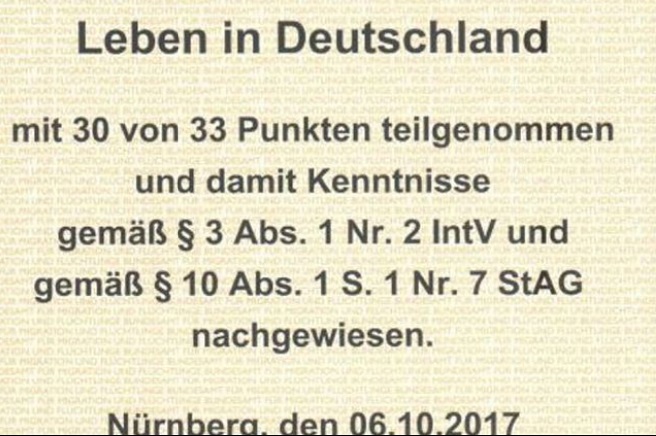 Leben in Deutschland
mit 30 von 33 Punkten teilgenommen
und damit Kenntnisse
gemäß § 3 Abs. 1 Nr. 2 IntV und
gemäß § 10 Abs. 1 S. 1 Nr. 7 StAG
nachgewiesen.
Nürnberg, den 06.10.2017